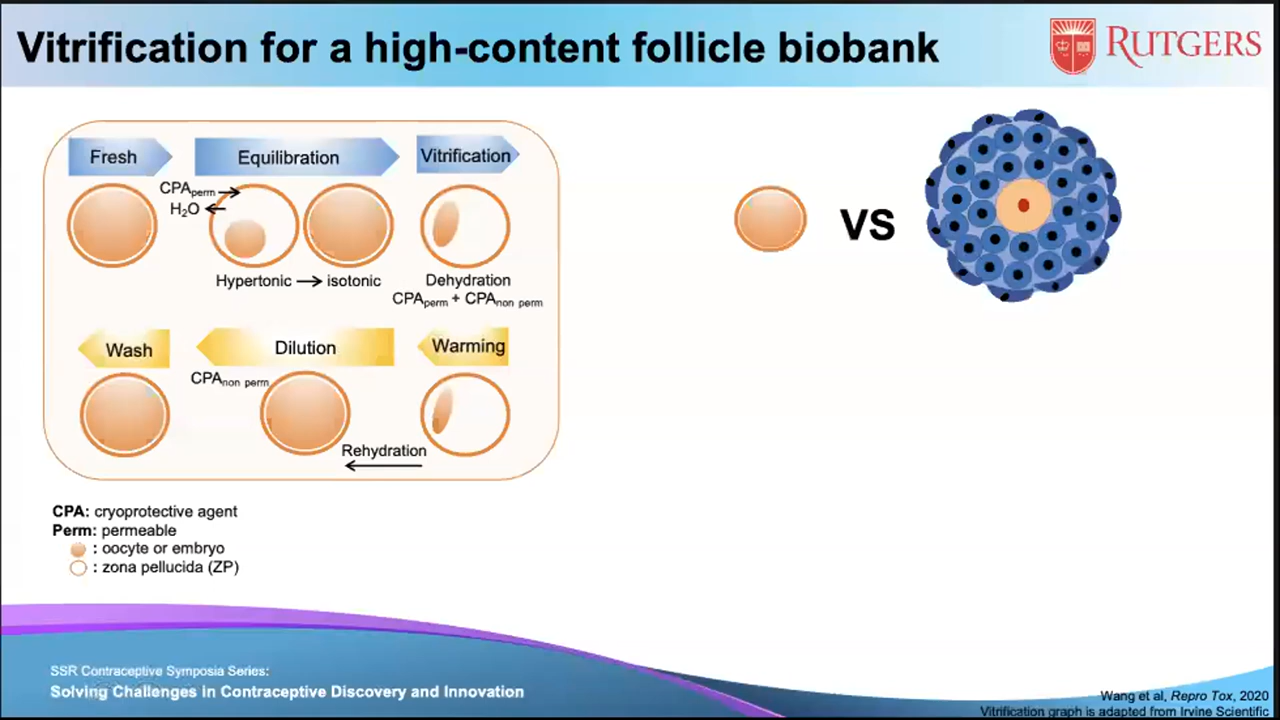 Vitrification for a high-content follicle biobank
RUTGERS
Fresh
Equilibration
Vitrification
CPAperm
H2O
Hypertonic → isotonic
Dehydration
CPAperm + CPAnon perm
Wash
Dilution
Warming
CPAnon perm
Rehydration
VS
CPA: cryoprotective agent
Perm: permeable
: oocyte or embryo
: zona pellucida (ZP)
SSR Contraceptive Symposia Series:
Solving Challenges in Contraceptive Discovery and Innovation
Wang et al, Repro Tox, 2020
Vitrification graph is adapted from Irvine Scientific